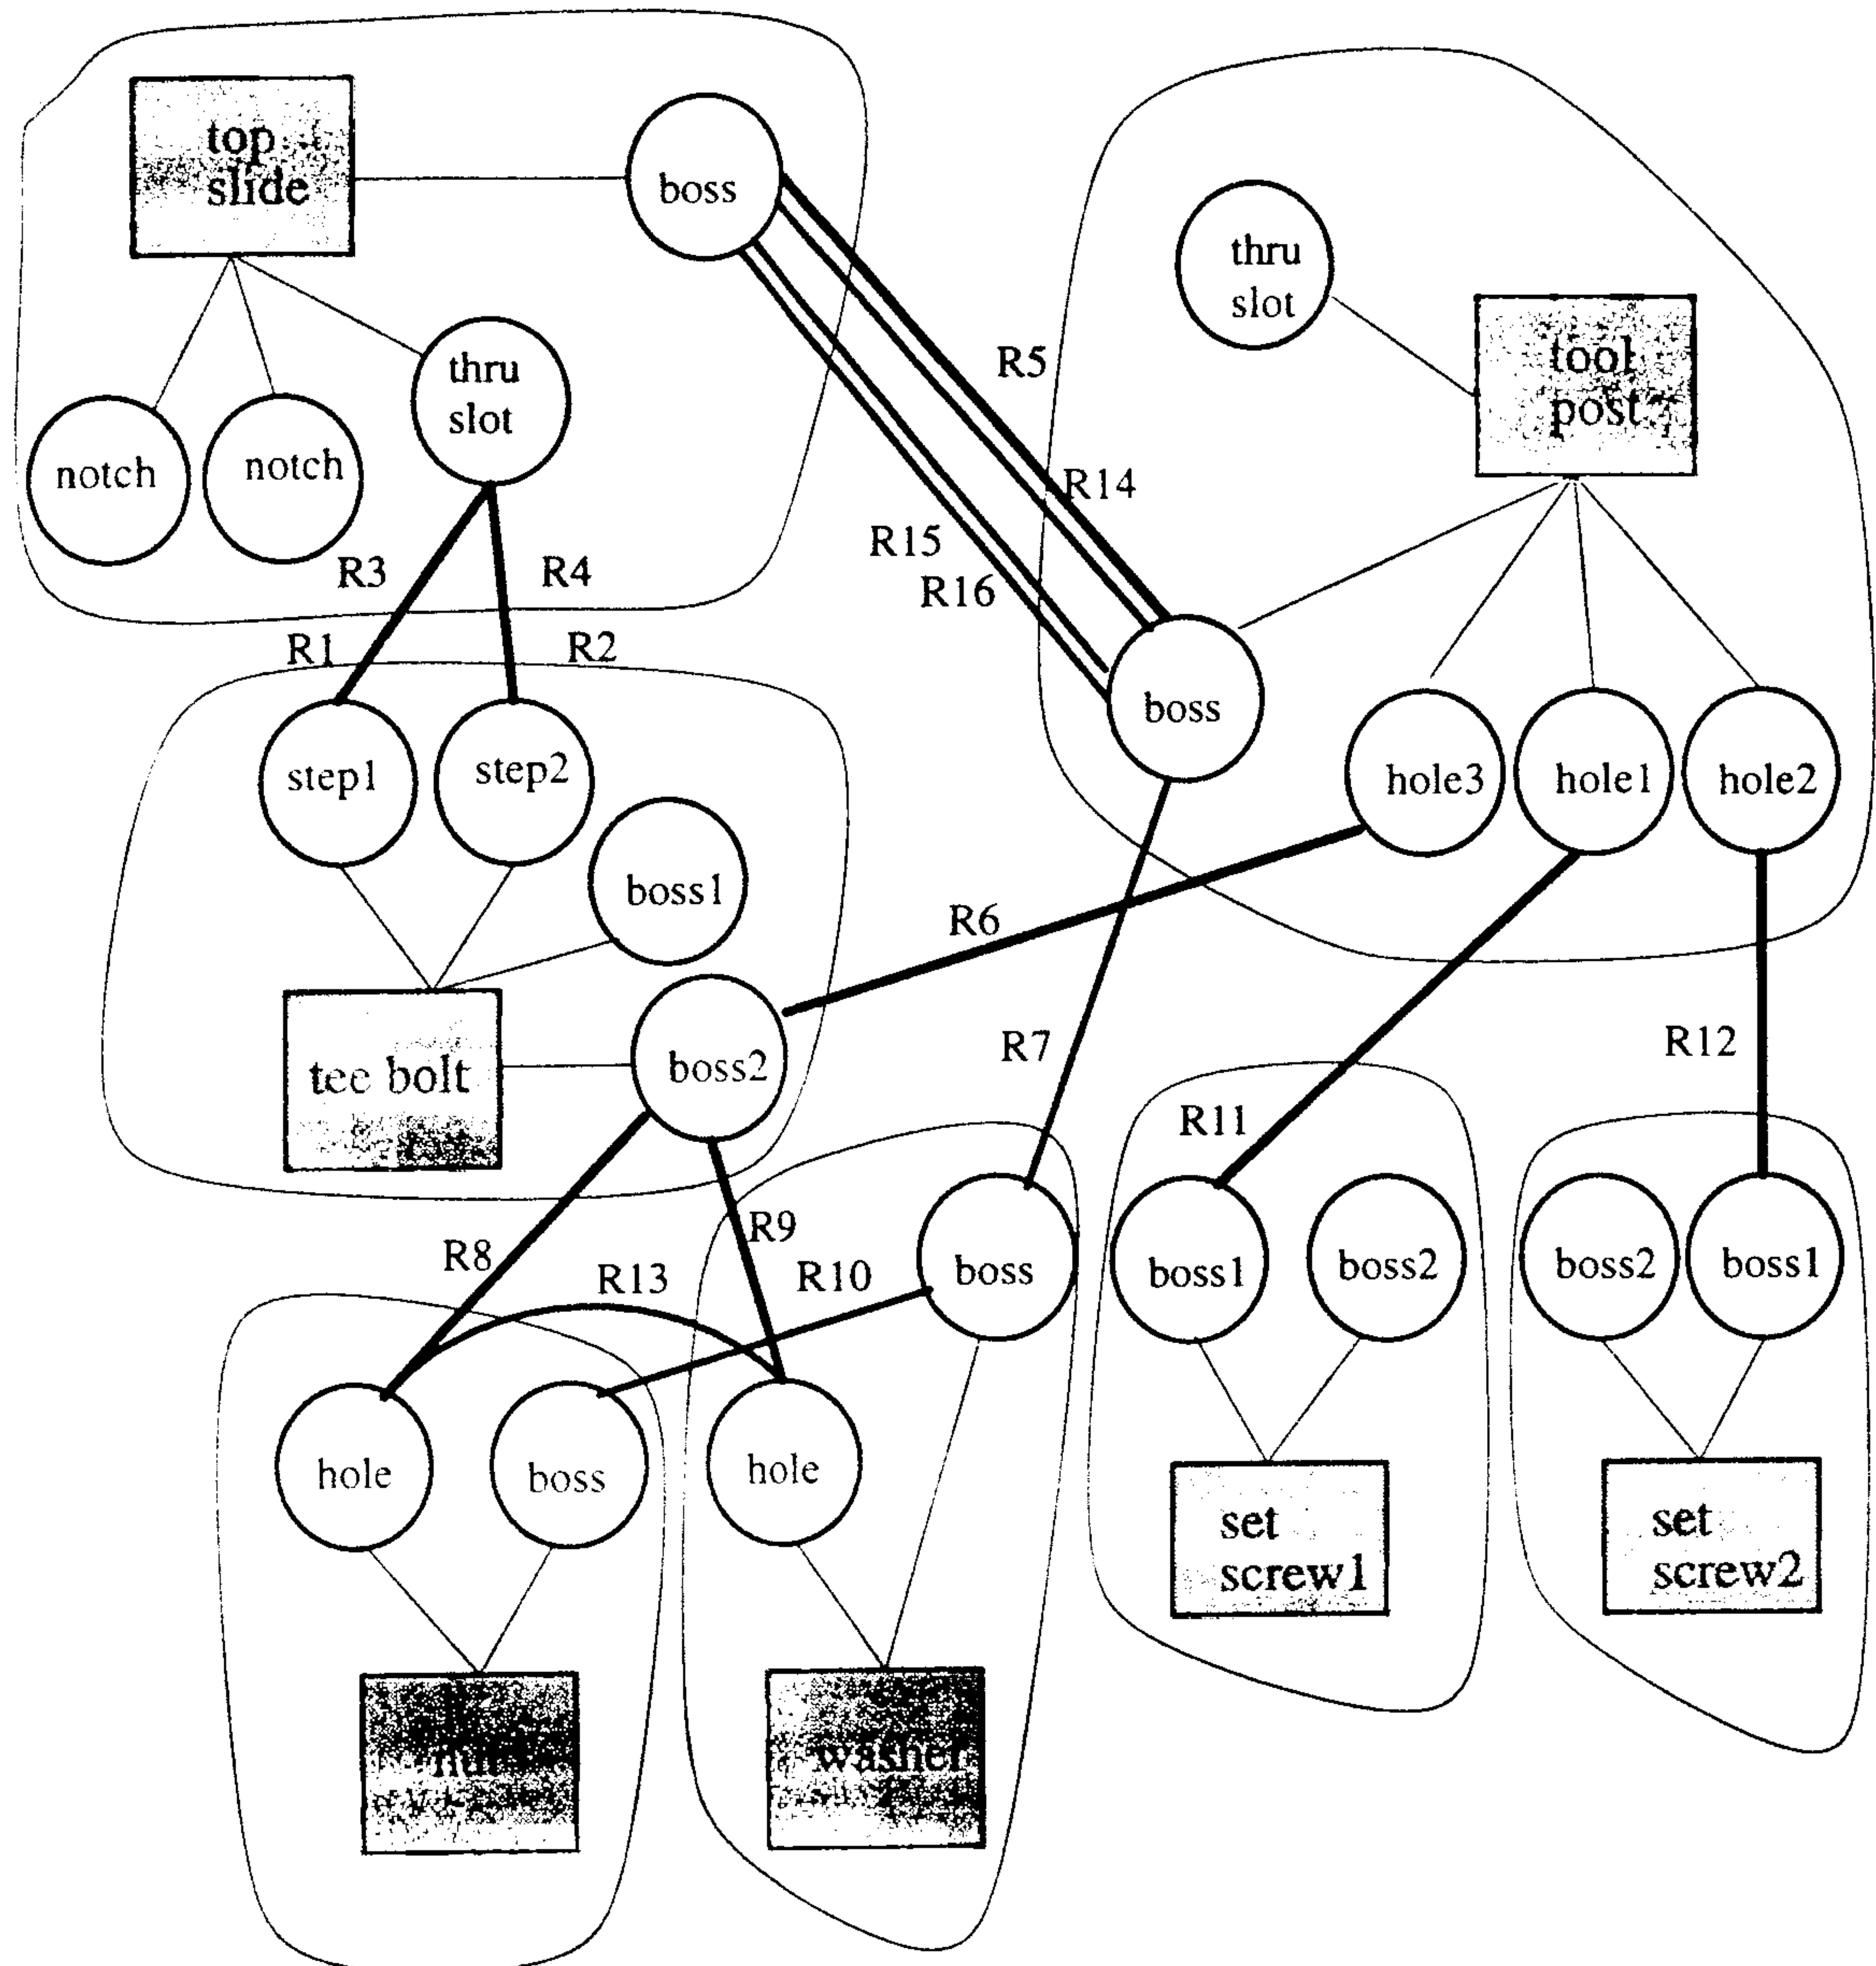 top
slide
boss
thru
slot
tool
post
R5
thru
slot
notch
notch
R14
R15
R16
R3
R4
R1
R2
boss
step1
step2
hole3
hole1
hole2
boss1
R6
R7
R12
tee bolt
boss2
R11
R8
R9
R13
R10
boss
boss1
boss2
boss2
boss1
hole
boss
hole
set
screw1
set
screw2
nut
washer